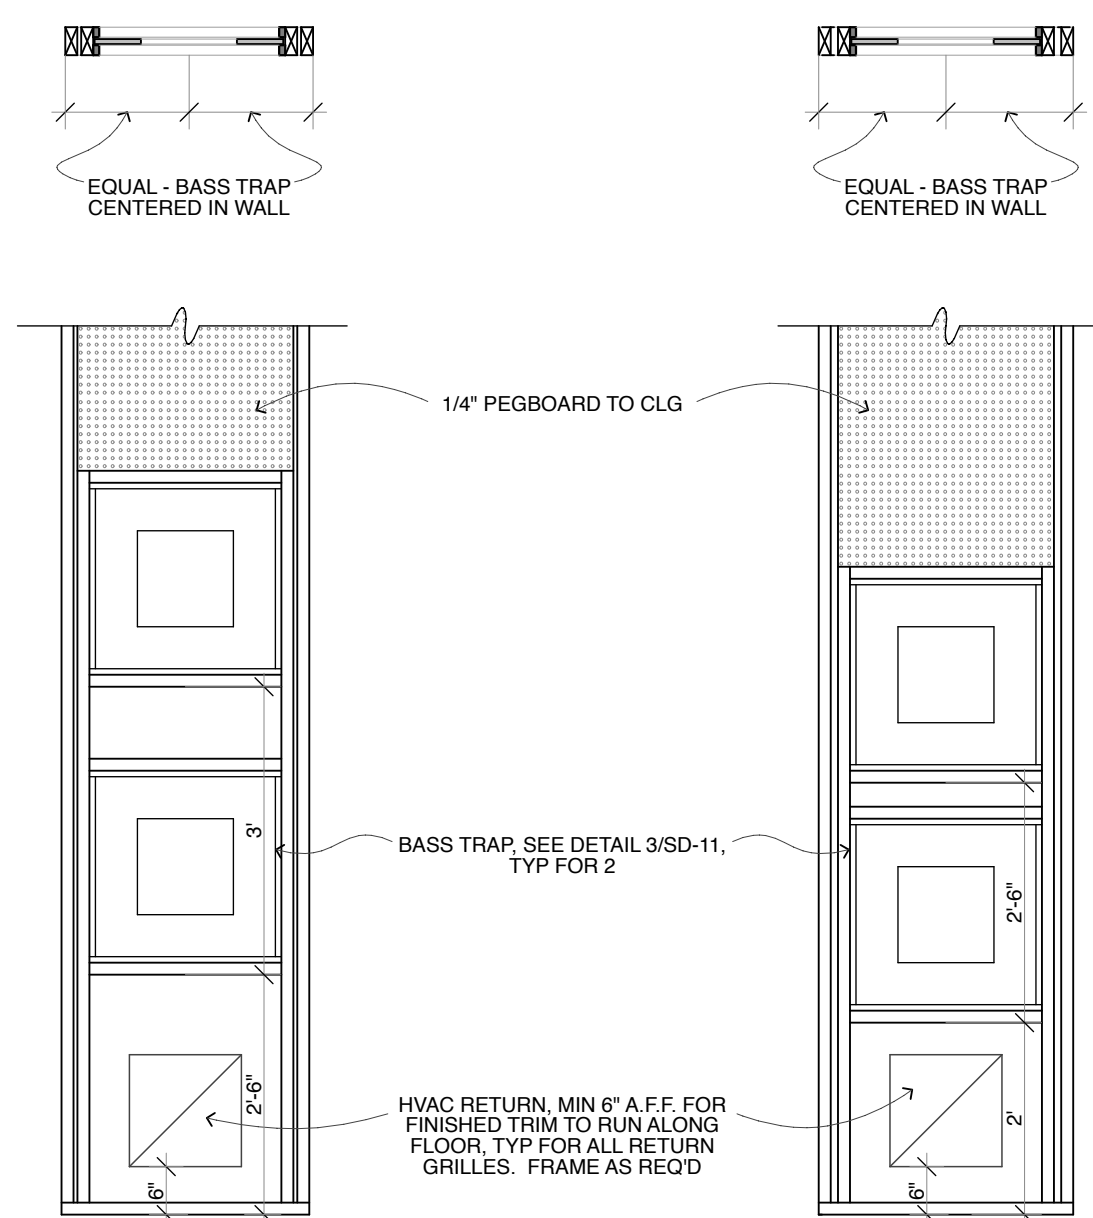 EQUAL - BASS TRAP
CENTERED IN WALL
EQUAL - BASS TRAP
CENTERED IN WALL
1/4" PEGBOARD TO CLG
3'
BASS TRAP, SEE DETAIL 3/SD-11,
TYP FOR 2
2'-6"
2'-6"
HVAC RETURN, MIN 6" A.F.F. FOR
FINISHED TRIM TO RUN ALONG
FLOOR, TYP FOR ALL RETURN
GRILLES. FRAME AS REQ'D
2'
6"
6"